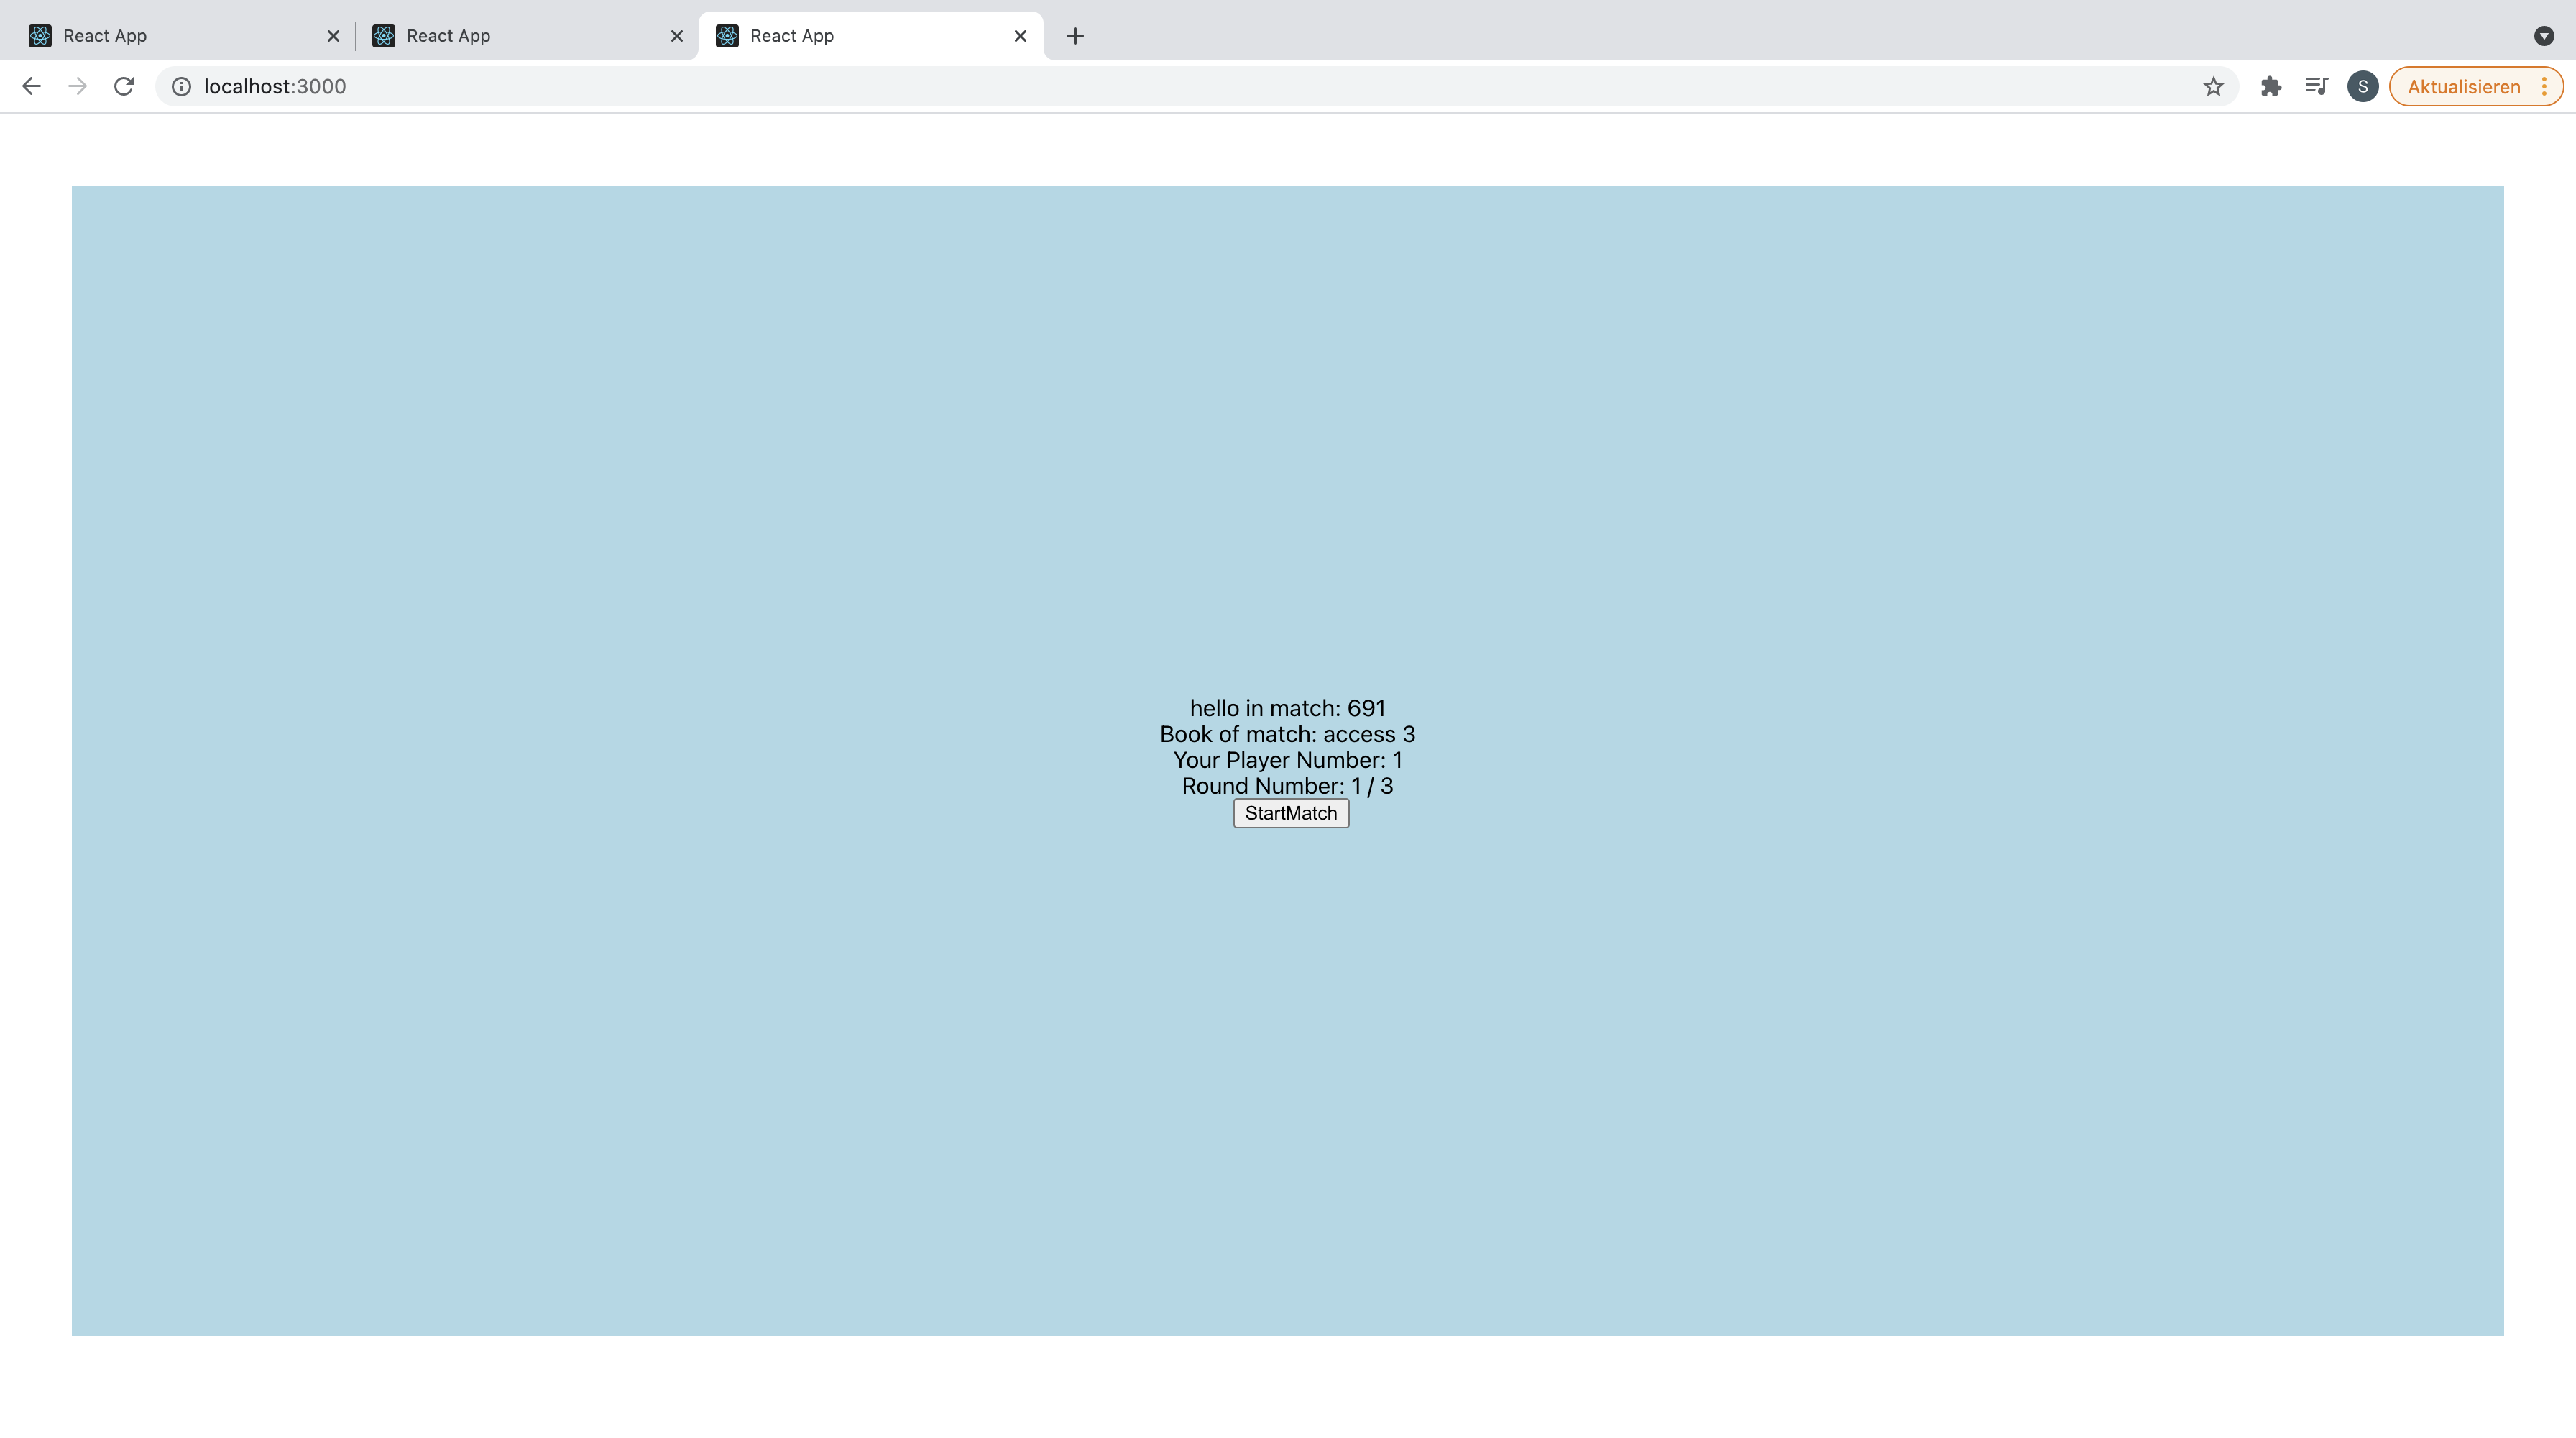 React App
React App
React App
localhost:3000
S
Aktualisieren
hello in match: 691
Book of match: access 3
Your Player Number: 1
Round Number: 1 / 3
StartMatch